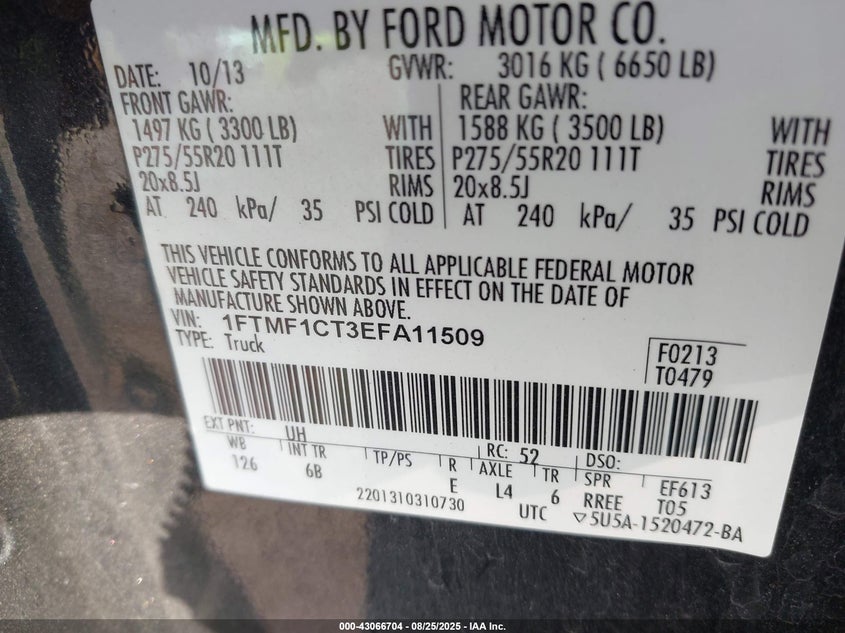 MFD. BY FORD MOTOR CO.
DATE: 10/13 GVWR: 3016 KG ( 6650 LB)
FRONT GAWR: REAR GAWR:
1497 KG ( 3300 LB) WITH 1588 KG ( 3500 LB) WITH
P275/55R20 111T TIRES P275/55R20 111T TIRES
20x8.5J RIMS 20x8.5J RIMS
AT 240 kPa/ 35 PSI COLD AT 240 kPa/ 35 PSI COLD
THIS VEHICLE CONFORMS TO ALL APPLICABLE FEDERAL MOTOR
VEHICLE SAFETY STANDARDS IN EFFECT ON THE DATE OF
MANUFACTURE SHOWN ABOVE.
VIN: 1FTMF1CT3EFA11509
TYPE: Truck
F0213
T0479
EXT PNT: UH RC: 52 DSO:
WB INT TR TP/PS R AXLE TR SPR EF613
126 6B E L4 6 RREE T05
2201310310730 UTC ▽5U5A-1520472-BA
000-43066704 - 08/25/2025 - IAA Inc.